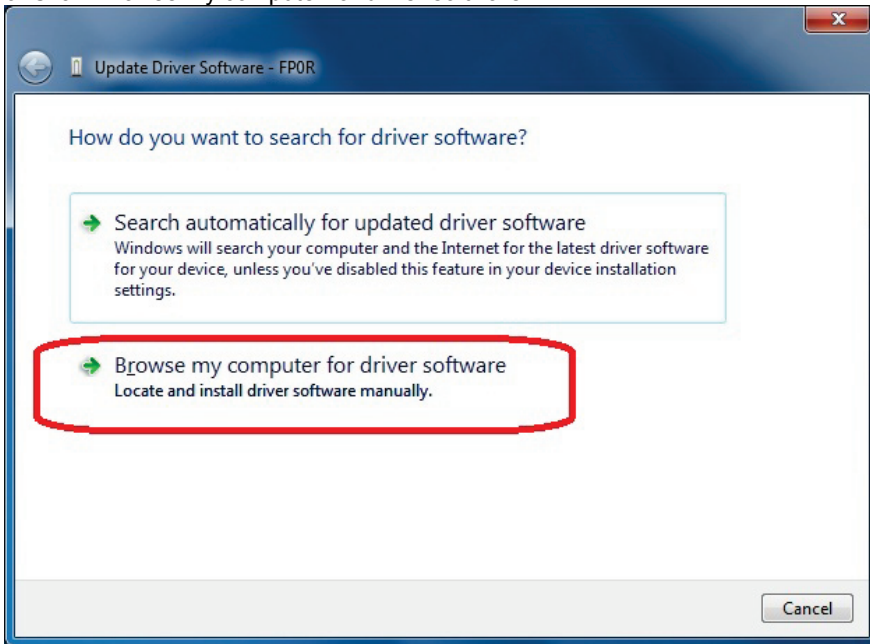 Update Driver Software - FP0R
How do you want to search for driver software?
Search automatically for updated driver software
Windows will search your computer and the Internet for the latest driver software
for your device, unless you've disabled this feature in your device installation
settings.
Browse my computer for driver software
Locate and install driver software manually.
Cancel